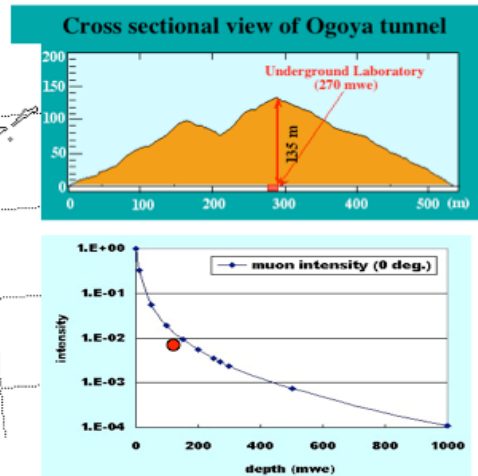 Cross sectional view of Ogoya tunnel
200
150
100
50
0
Underground Laboratory
(270 mwe)
135 m
0 100 200 300 400 500 (m)
muon intensity (0 deg.)
1.E+00
1.E-01
1.E-02
1.E-03
1.E-04
intensity
0 200 400 600 800 1000
depth (mwe)